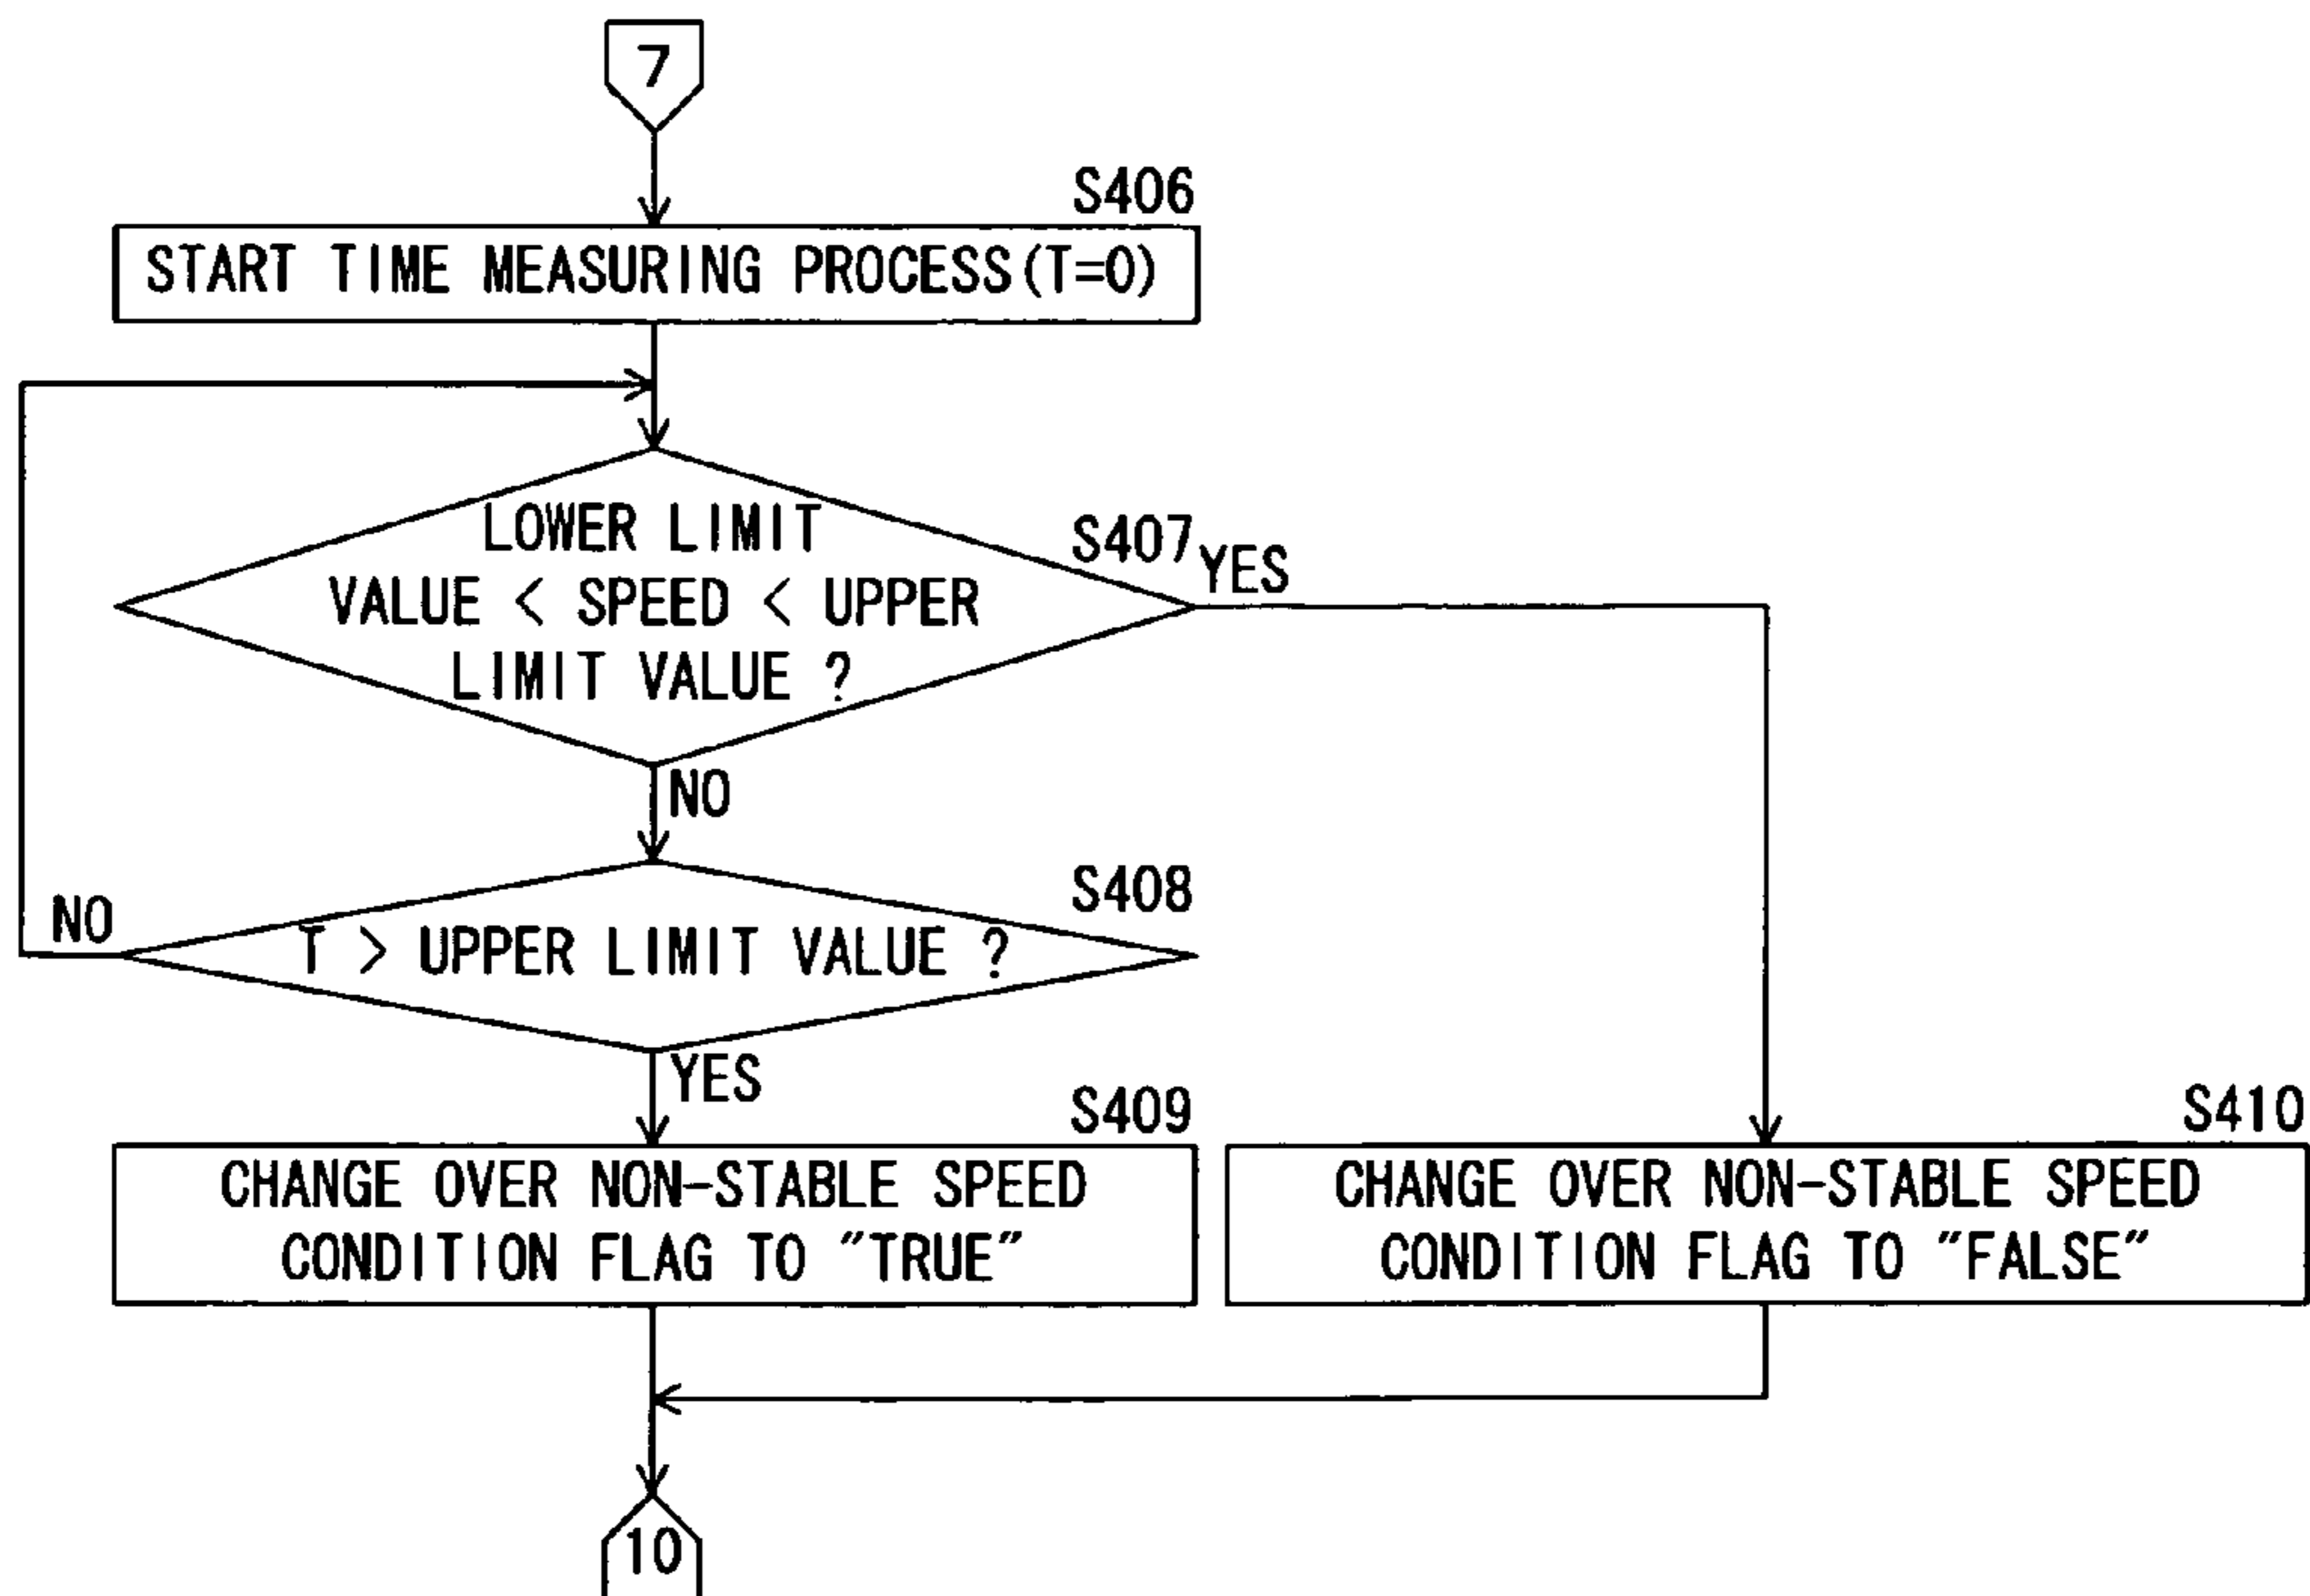 7
S406
START TIME MEASURING PROCESS(T=0)
LOWER LIMIT
VALUE < SPEED < UPPER
LIMIT VALUE ?
S407
YES
NO
S408
NO
T > UPPER LIMIT VALUE ?
YES
S409
CHANGE OVER NON-STABLE SPEED
CONDITION FLAG TO "TRUE"
S410
CHANGE OVER NON-STABLE SPEED
CONDITION FLAG TO "FALSE"
10